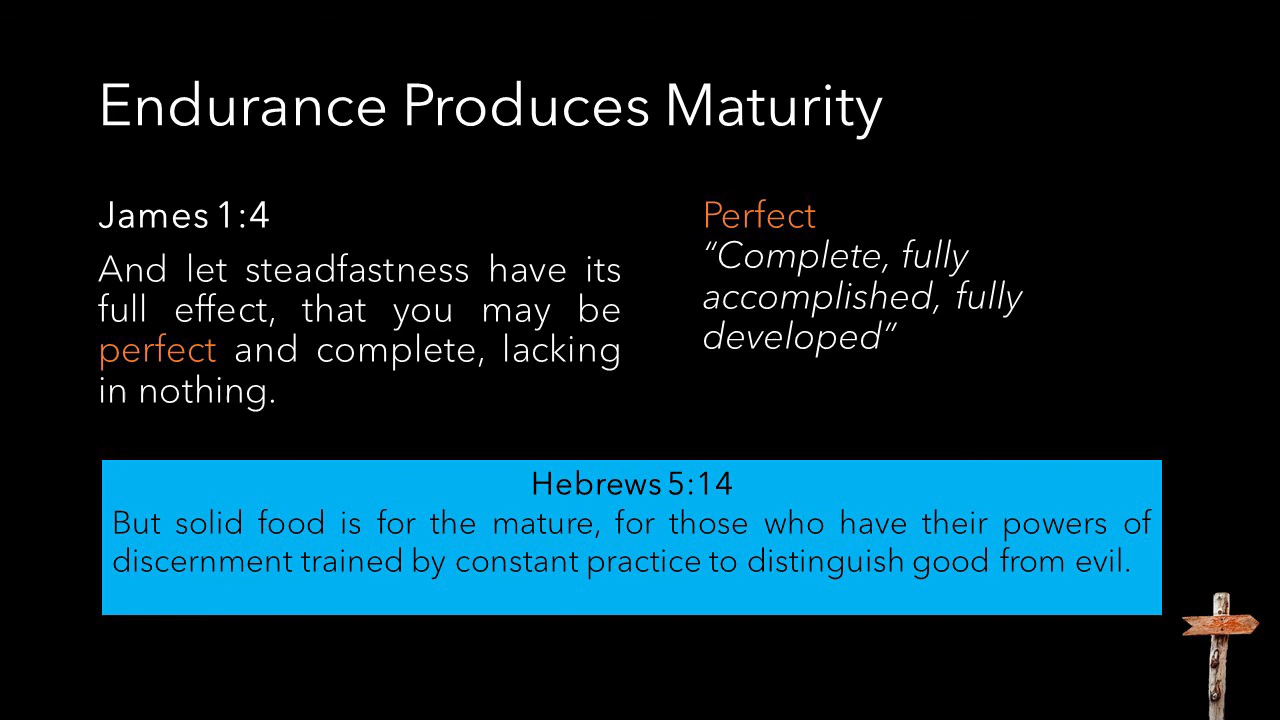 Endurance Produces Maturity
James 1:4
And let steadfastness have its
full effect, that you may be
perfect and complete, lacking
in nothing.
Perfect
“Complete, fully
accomplished, fully
developed”
Hebrews 5:14
But solid food is for the mature, for those who have their powers of
discernment trained by constant practice to distinguish good from evil.